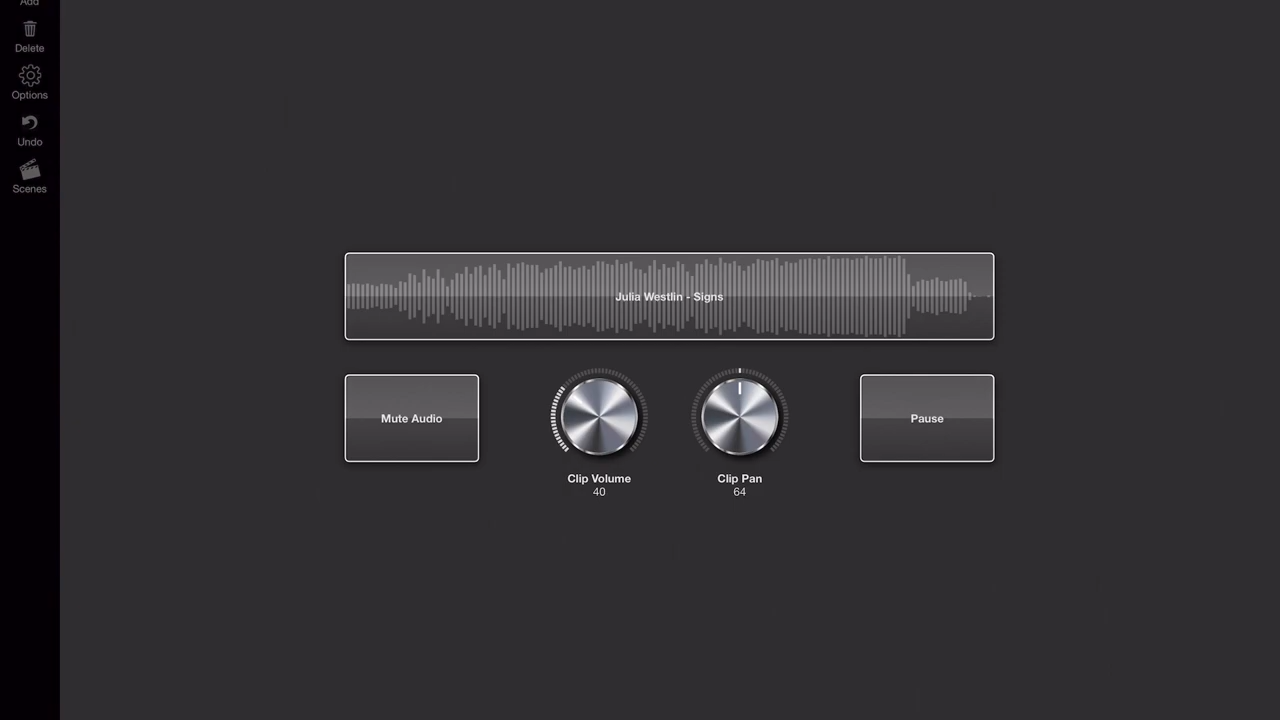 Add
Delete
Options
Undo
Scenes
Julia Westlin - Signs
Mute Audio
Pause
Clip Volume
40
Clip Pan
64